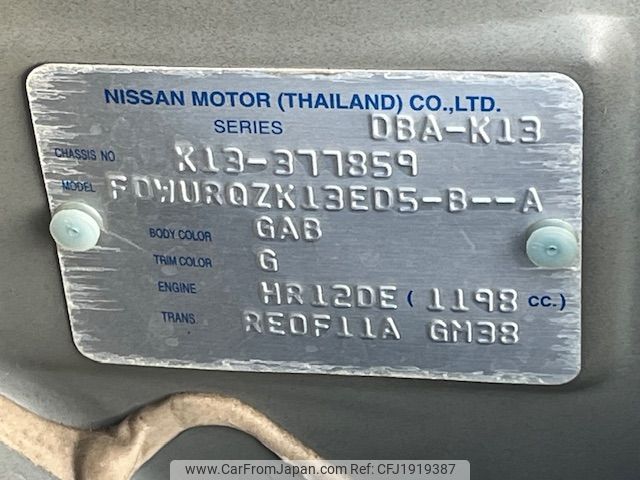 NISSAN MOTOR (THAILAND) CO.,LTD.
SERIES DBA-K13
CHASSIS NO K13-377859
MODEL FDWURQZK13ED5-B--A
BODY COLOR GAB
TRIM COLOR G
ENGINE HR12DE ( 1198 CC.)
TRANS. RE0F11A GM38
www.CarFromJapan.com - ID: CFJ1919387